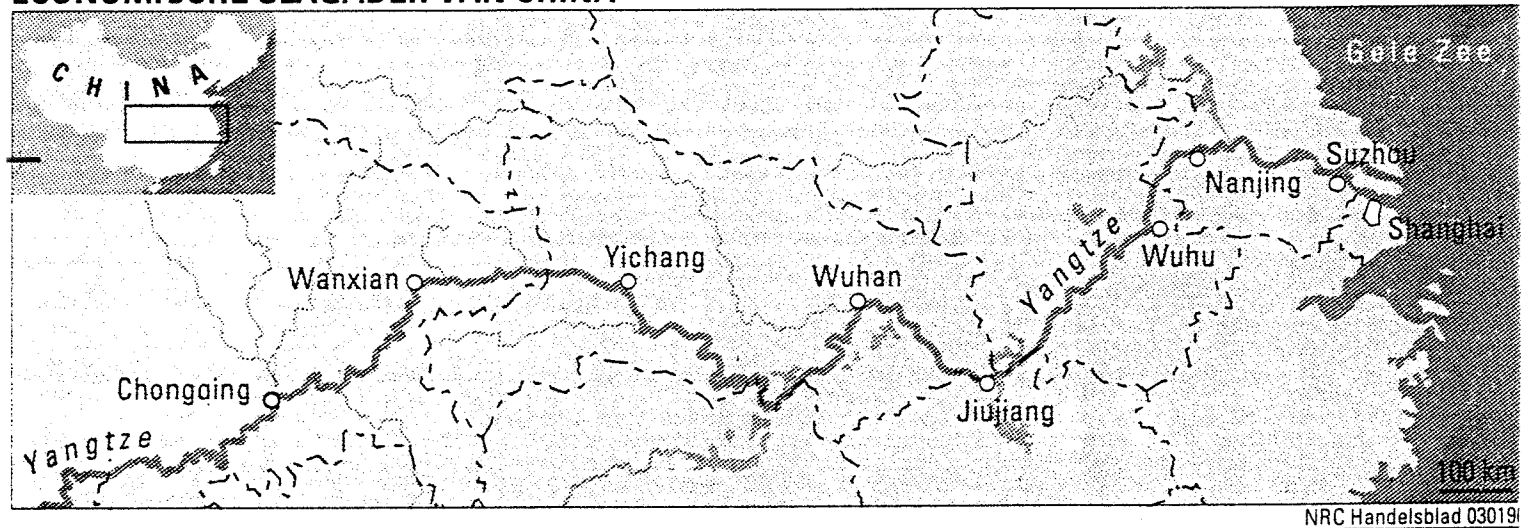 CHINA
Gele Zee
Suzhou
Nanjing
Shanghai
Yangtze
Wuhu
Yichang
Wanxian
Wuhan
Chongqing
Jiujiang
Yangtze
100 km
NRC Handelsblad